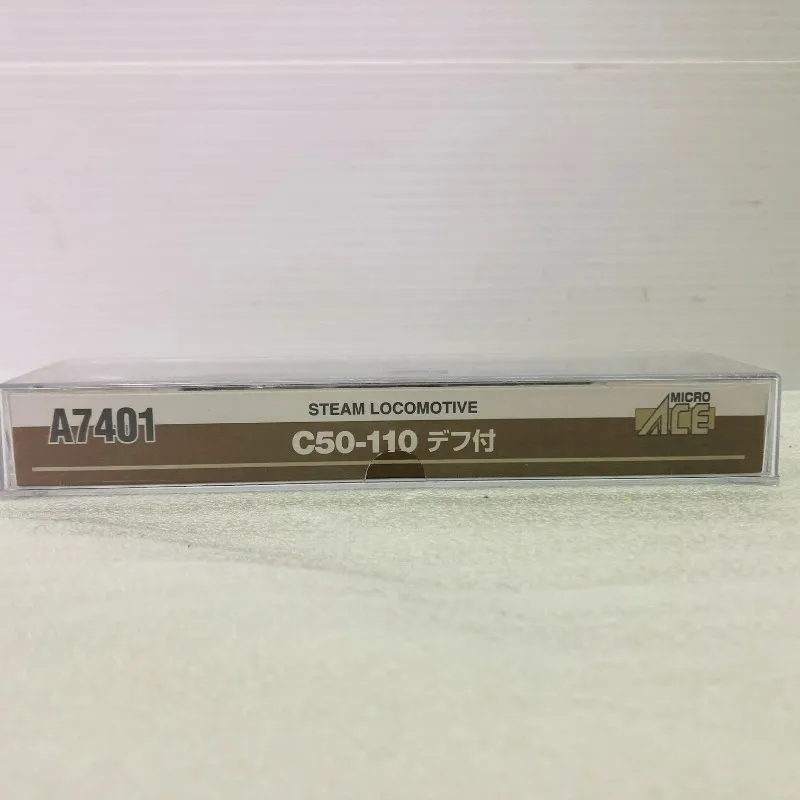 A7401
STEAM LOCOMOTIVE
C50-110 デフ付
MICRO
ACE